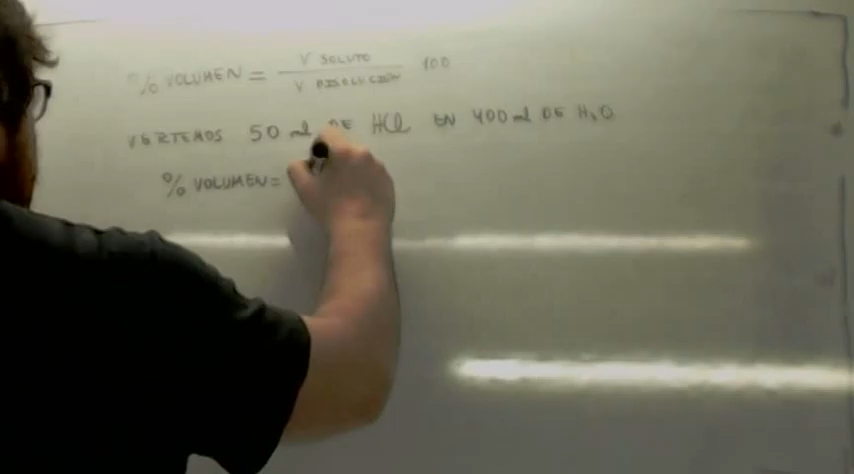 % VOLUMEN = V SOLUTO / V DISOLUCIÓN 100
VERTEMOS 50 ml DE HCl EN 400 ml DE H2O
% VOLUMEN =